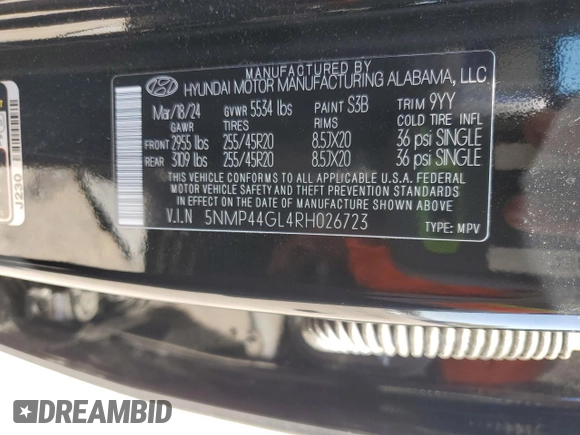 MANUFACTURED BY
HYUNDAI MOTOR MANUFACTURING ALABAMA, LLC
Mar/18/24 GVWR 5534 lbs PAINT S3B TRIM 9YY
GAWR TIRES RIMS COLD TIRE INFL
FRONT 2955 lbs 255/45R20 8.5JX20 36 psi SINGLE
REAR 3109 lbs 255/45R20 8.5JX20 36 psi SINGLE
THIS VEHICLE CONFORMS TO ALL APPLICABLE U.S.A. FEDERAL
MOTOR VEHICLE SAFETY AND THEFT PREVENTION STANDARDS
IN EFFECT ON THE DATE OF MANUFACTURE SHOWN ABOVE.
V.I.N 5NMP44GL4RH026723
TYPE: MPV
J230
DREAMBID